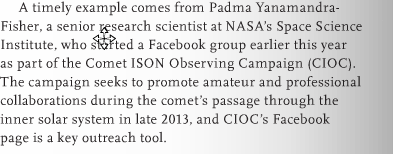 A timely example comes from Padma Yanamandra-
Fisher, a senior research scientist at NASA's Space Science
Institute, who started a Facebook group earlier this year
as part of the Comet ISON Observing Campaign (CIOC).
The campaign seeks to promote amateur and professional
collaborations during the comet's passage through the
inner solar system in late 2013, and CIOC's Facebook
page is a key outreach tool.